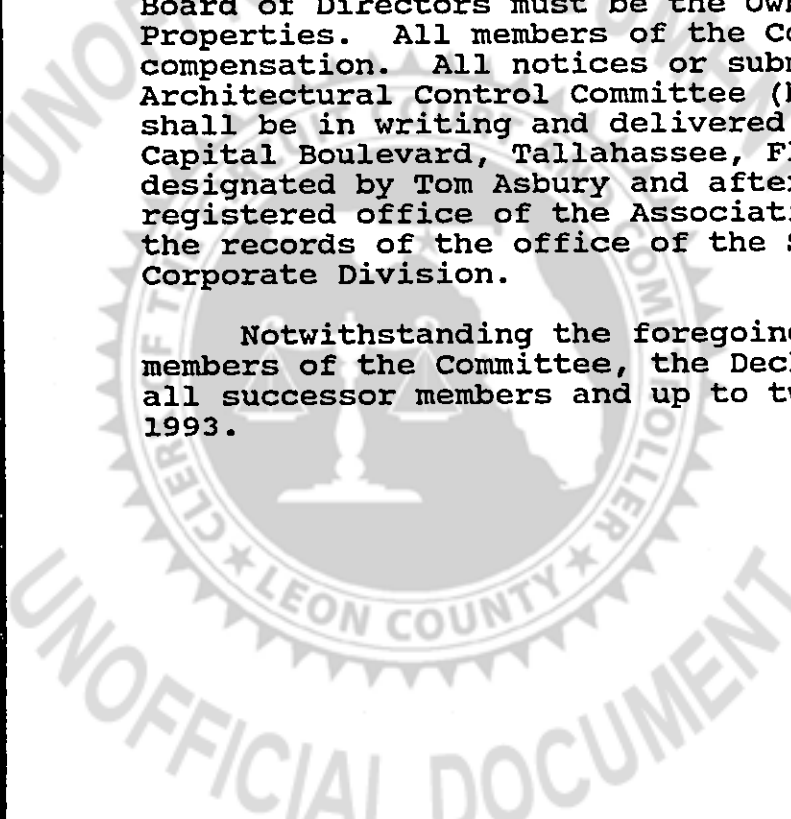 Board of Directors must be the Own
Properties. All members of the Co
compensation. All notices or subm
Architectural Control Committee (
shall be in writing and delivered
Capital Boulevard, Tallahassee, F
designated by Tom Asbury and afte
registered office of the Associat
the records of the office of the
Corporate Division.
Notwithstanding the foregoin
members of the Committee, the Dec
all successor members and up to t
1993.
LEON COUNTY
UNOFFICIAL DOCUMENT